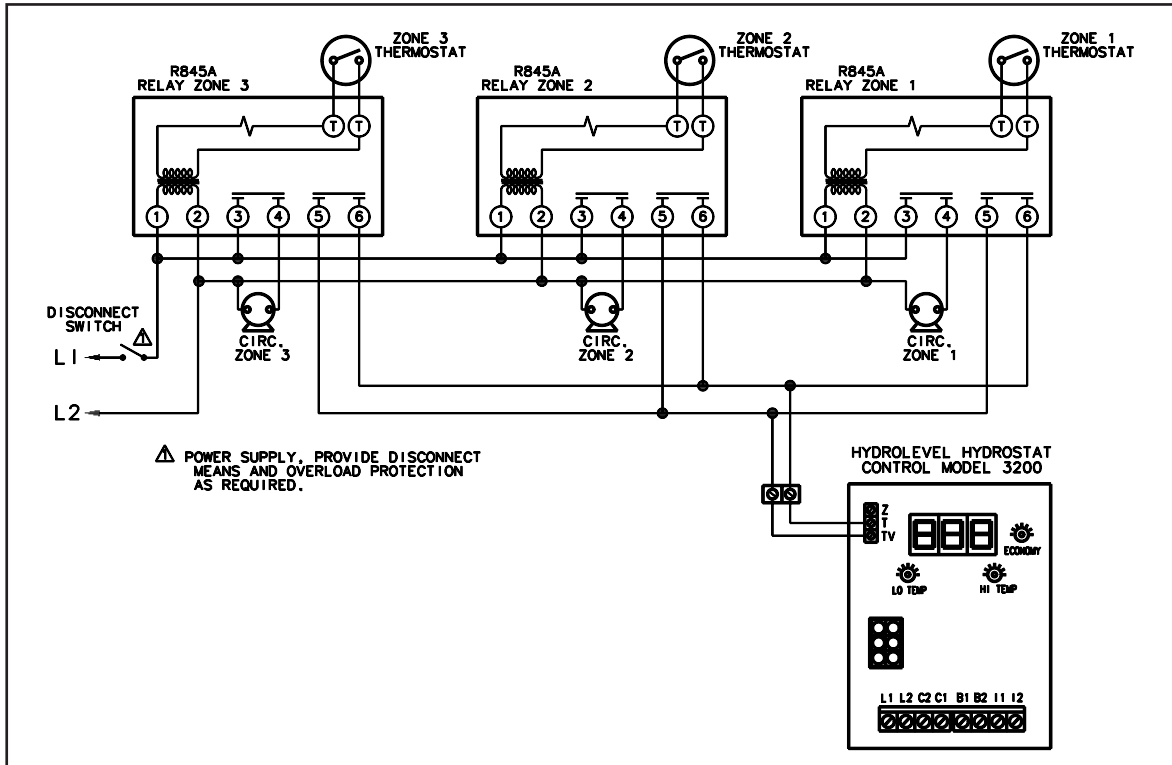 ZONE 3
THERMOSTAT
ZONE 2
THERMOSTAT
ZONE 1
THERMOSTAT
R845A
RELAY ZONE 3
R845A
RELAY ZONE 2
R845A
RELAY ZONE 1
T T
T T
T T
1 2 3 4 5 6
1 2 3 4 5 6
1 2 3 4 5 6
DISCONNECT
SWITCH
L1
L2
CIRC.
ZONE 3
CIRC.
ZONE 2
CIRC.
ZONE 1
POWER SUPPLY. PROVIDE DISCONNECT
MEANS AND OVERLOAD PROTECTION
AS REQUIRED.
HYDROLEVEL HYDROSTAT
CONTROL MODEL 3200
Z
T
TV
888
ECONOMY
LO TEMP
HI TEMP
L1 L2 C2 C1 B1 B2 I1 I2